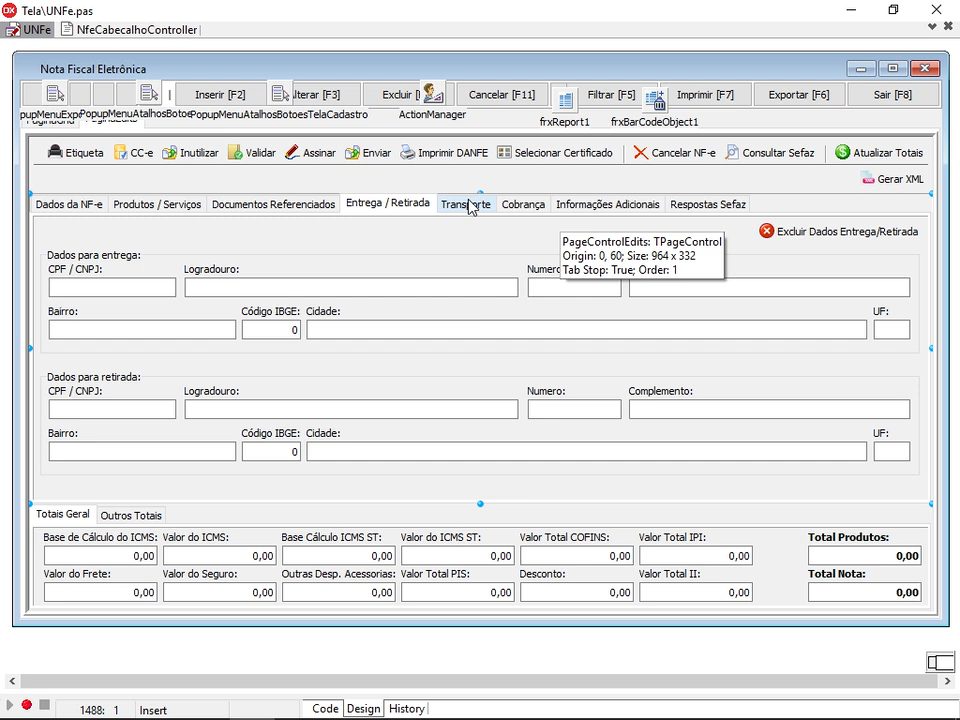 Tela\UNFe.pas
UNFe NfeCabecalhoController
Nota Fiscal Eletrônica
Inserir [F2] Alterar [F3] Excluir [ Cancelar [F11] Filtrar [F5] Imprimir [F7] Exportar [F6] Sair [F8]
PopupMenuAtalhosBotoesTelaCadastro ActionManager frxReport1 frxBarCodeObject1
Etiqueta CC-e Inutilizar Validar Assinar Enviar Imprimir DANFE Selecionar Certificado Cancelar NF-e Consultar Sefaz Atualizar Totais
Gerar XML
Dados da NF-e Produtos / Serviços Documentos Referenciados Entrega / Retirada Transporte Cobrança Informações Adicionais Respostas Sefaz
Excluir Dados Entrega/Retirada
PageControlEdits: TPageControl
Origin: 0, 60; Size: 964 x 332
Tab Stop: True; Order: 1
Dados para entrega:
CPF / CNPJ: Logradouro: Numero:
Bairro: Código IBGE: Cidade: UF:
0
Dados para retirada:
CPF / CNPJ: Logradouro: Numero: Complemento:
Bairro: Código IBGE: Cidade: UF:
0
Totais Geral Outros Totais
Base de Cálculo do ICMS: Valor do ICMS: Base Cálculo ICMS ST: Valor do ICMS ST: Valor Total COFINS: Valor Total IPI: Total Produtos:
0,00 0,00 0,00 0,00 0,00 0,00 0,00
Valor do Frete: Valor do Seguro: Outras Desp. Acessorias: Valor Total PIS: Desconto: Valor Total II: Total Nota:
0,00 0,00 0,00 0,00 0,00 0,00 0,00
1488: 1 Insert Code Design History